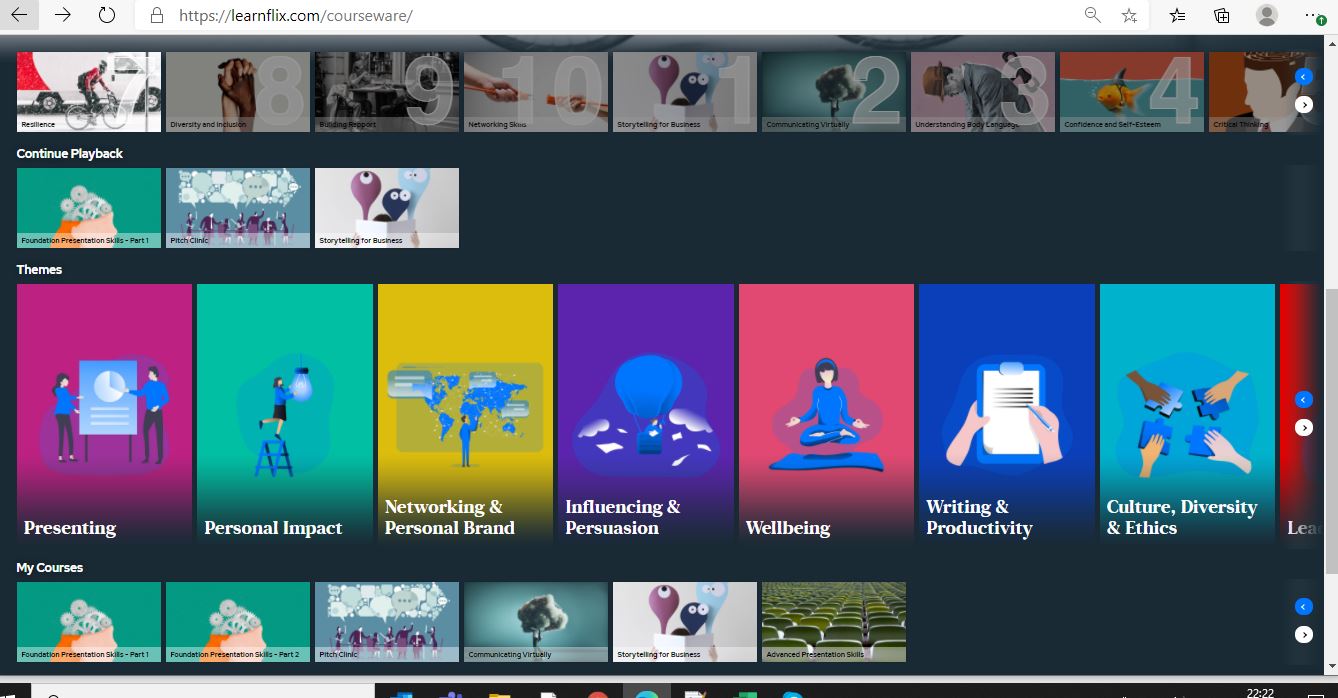 https://learnflix.com/courseware/
7
8
9
10
1
2
3
4
Resilience
Diversity and Inclusion
Building Rapport
Networking Skills
Storytelling for Business
Communicating Virtually
Understanding Body Language
Confidence and Self-Esteem
Critical Thinking
Continue Playback
Foundation Presentation Skills - Part 1
Pitch Clinic
Storytelling for Business
Themes
Presenting
Personal Impact
Networking &
Personal Brand
Influencing &
Persuasion
Wellbeing
Writing &
Productivity
Culture, Diversity
& Ethics
Lea
My Courses
Foundation Presentation Skills - Part 1
Foundation Presentation Skills - Part 2
Pitch Clinic
Communicating Virtually
Storytelling for Business
Advanced Presentation Skills
22:22